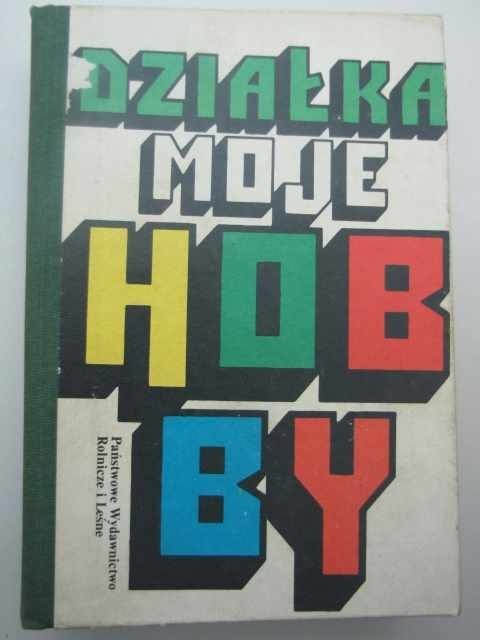 DZIAŁKA
MOJE
HOB
BY
Państwowe Wydawnictwo
Rolnicze i Leśne